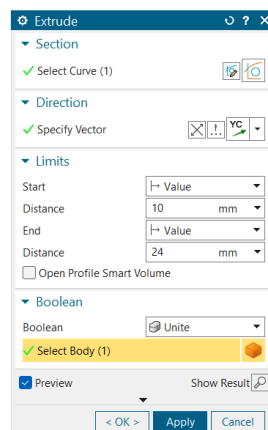 Extrude
Section
Select Curve (1)
Direction
Specify Vector
YC
Limits
Start Value
Distance 10 mm
End Value
Distance 24 mm
Open Profile Smart Volume
Boolean
Boolean Unite
Select Body (1)
Preview Show Result
< OK > Apply Cancel